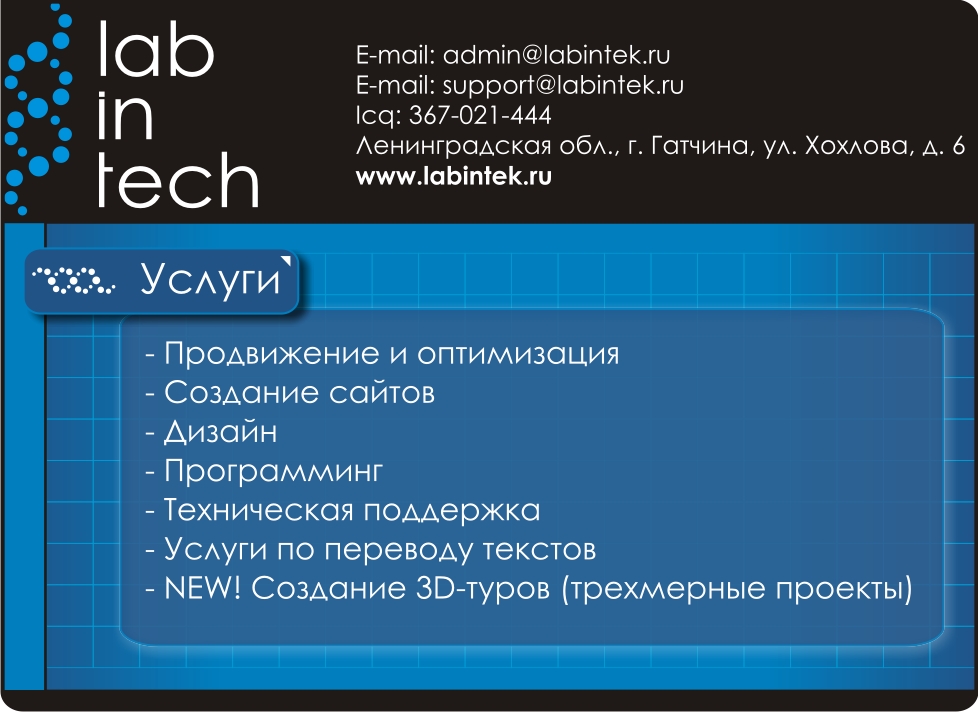 lab
in
tech
E-mail: admin@labintek.ru
E-mail: support@labintek.ru
Icq: 367-021-444
Ленинградская обл., г. Гатчина, ул. Хохлова, д. 6
www.labintek.ru
Услуги
- Продвижение и оптимизация
- Создание сайтов
- Дизайн
- Программинг
- Техническая поддержка
- Услуги по переводу текстов
- NEW! Создание 3D-туров (трехмерные проекты)